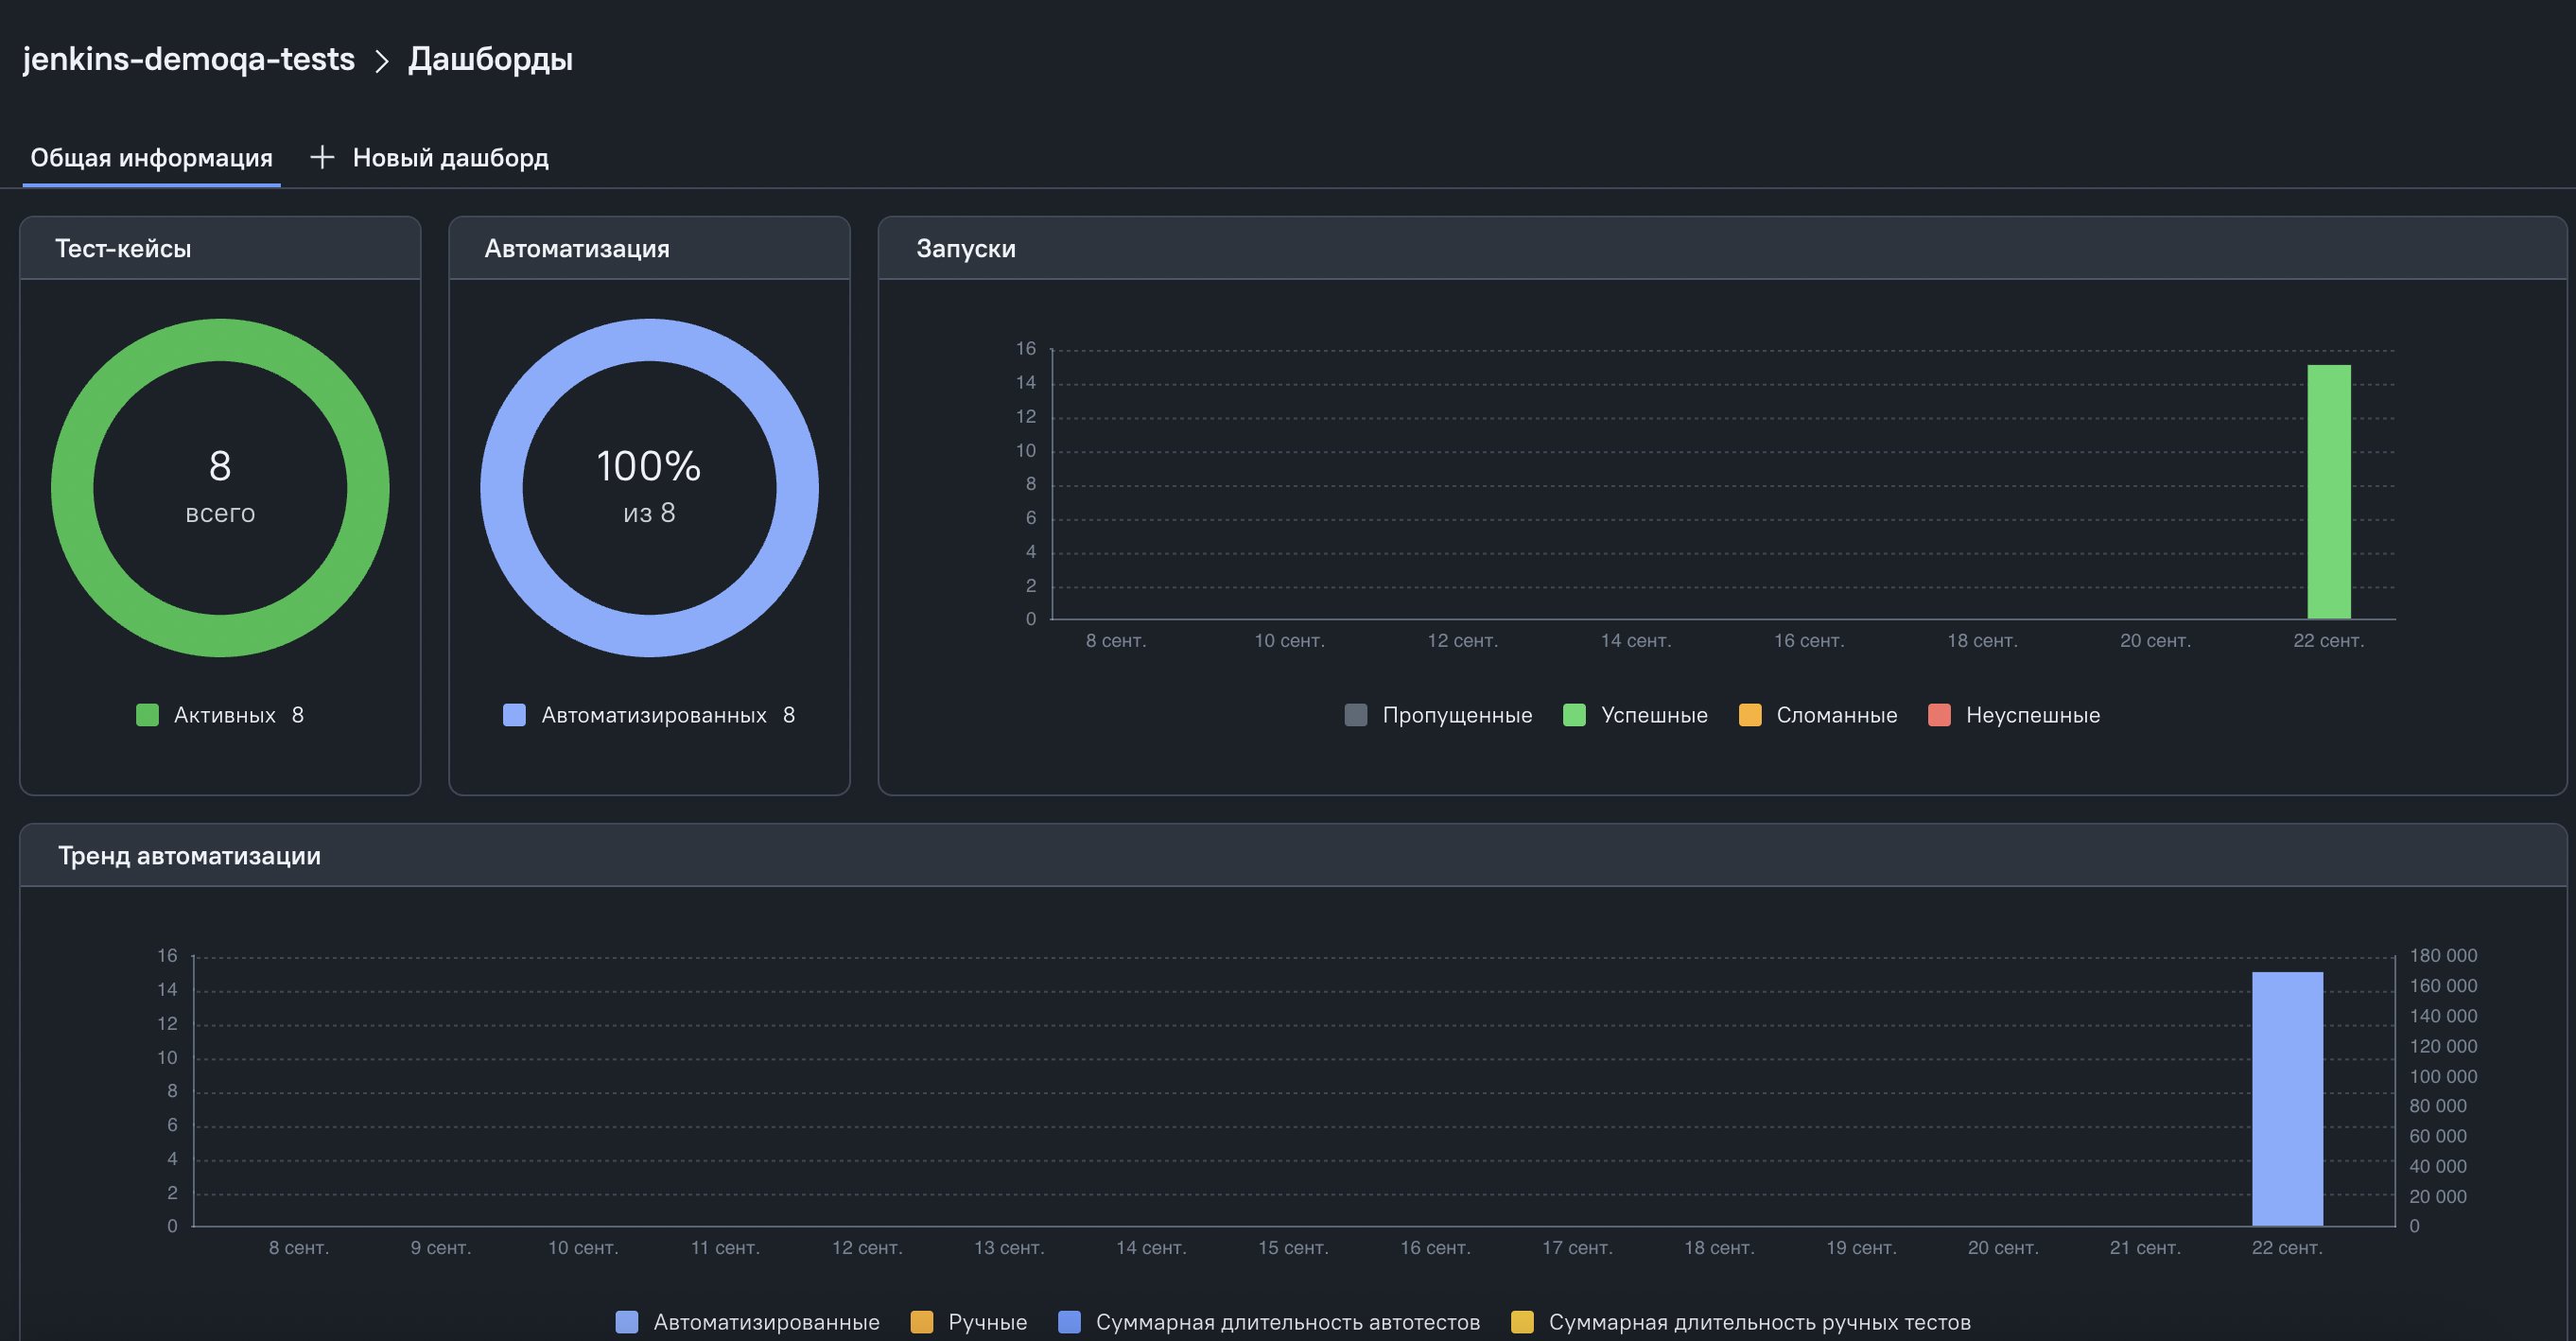 jenkins-demoqa-tests > Дашборды
Общая информация + Новый дашборд
Тест-кейсы
8
всего
Активных 8
Автоматизация
100%
из 8
Автоматизированных 8
Запуски
16
14
12
10
8
6
4
2
0
8 сент. 10 сент. 12 сент. 14 сент. 16 сент. 18 сент. 20 сент. 22 сент.
Пропущенные Успешные Сломанные Неуспешные
Тренд автоматизации
16
14
12
10
8
6
4
2
0
180 000
160 000
140 000
120 000
100 000
80 000
60 000
40 000
20 000
0
8 сент. 9 сент. 10 сент. 11 сент. 12 сент. 13 сент. 14 сент. 15 сент. 16 сент. 17 сент. 18 сент. 19 сент. 20 сент. 21 сент. 22 сент.
Автоматизированные Ручные Суммарная длительность автотестов Суммарная длительность ручных тестов